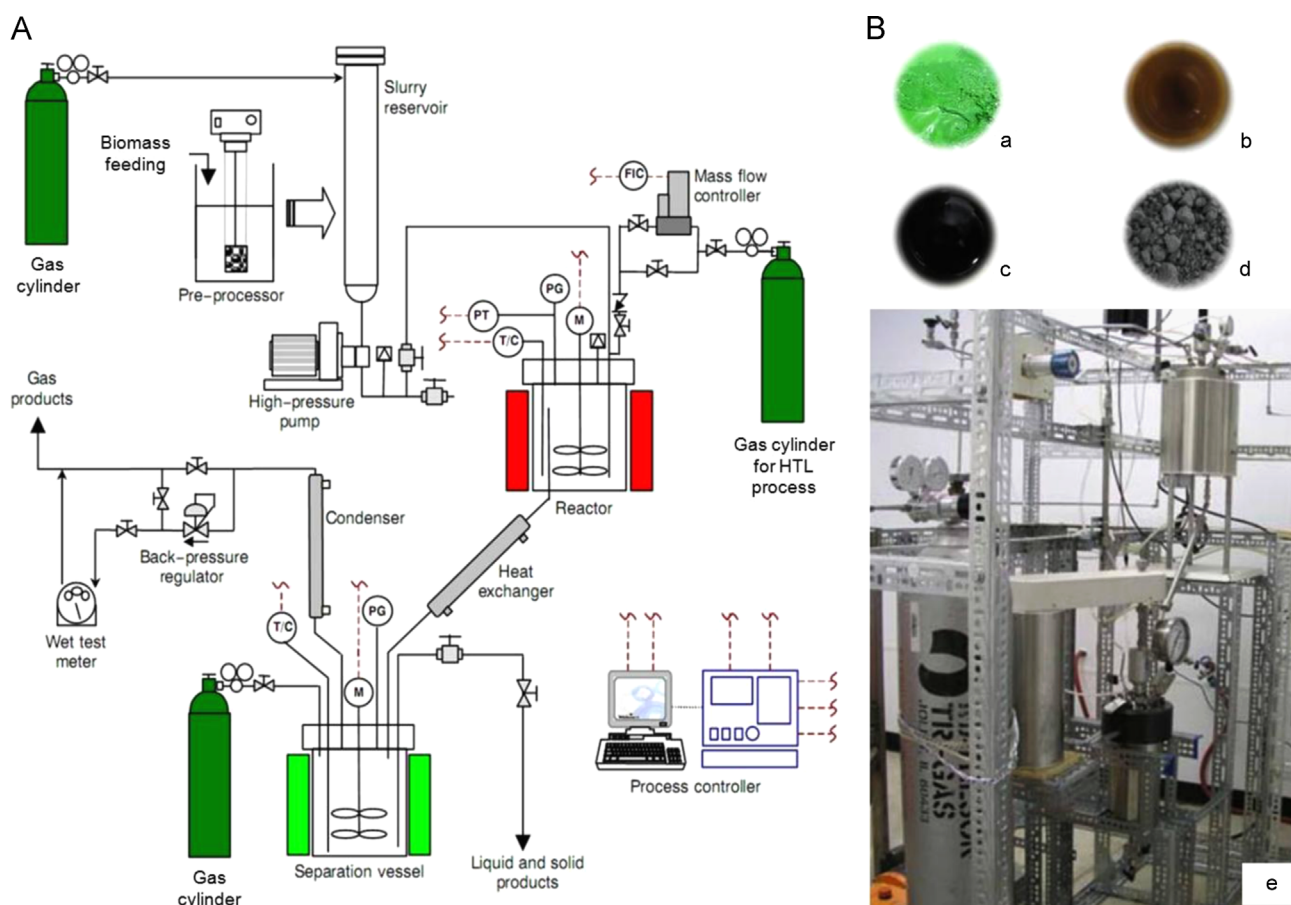 A
B
Slurry
reservoir
Biomass
feeding
Gas
cylinder
Pre-processor
FIC
Mass flow
controller
PG
PT
M
T/C
High-pressure
pump
Reactor
Gas cylinder
for HTL
process
Gas
products
Condenser
Back-pressure
regulator
Heat
exchanger
Wet test
meter
T/C
PG
M
Process controller
Separation vessel
Liquid and solid
products
Gas
cylinder
a
b
c
d
TRI
GAS
e